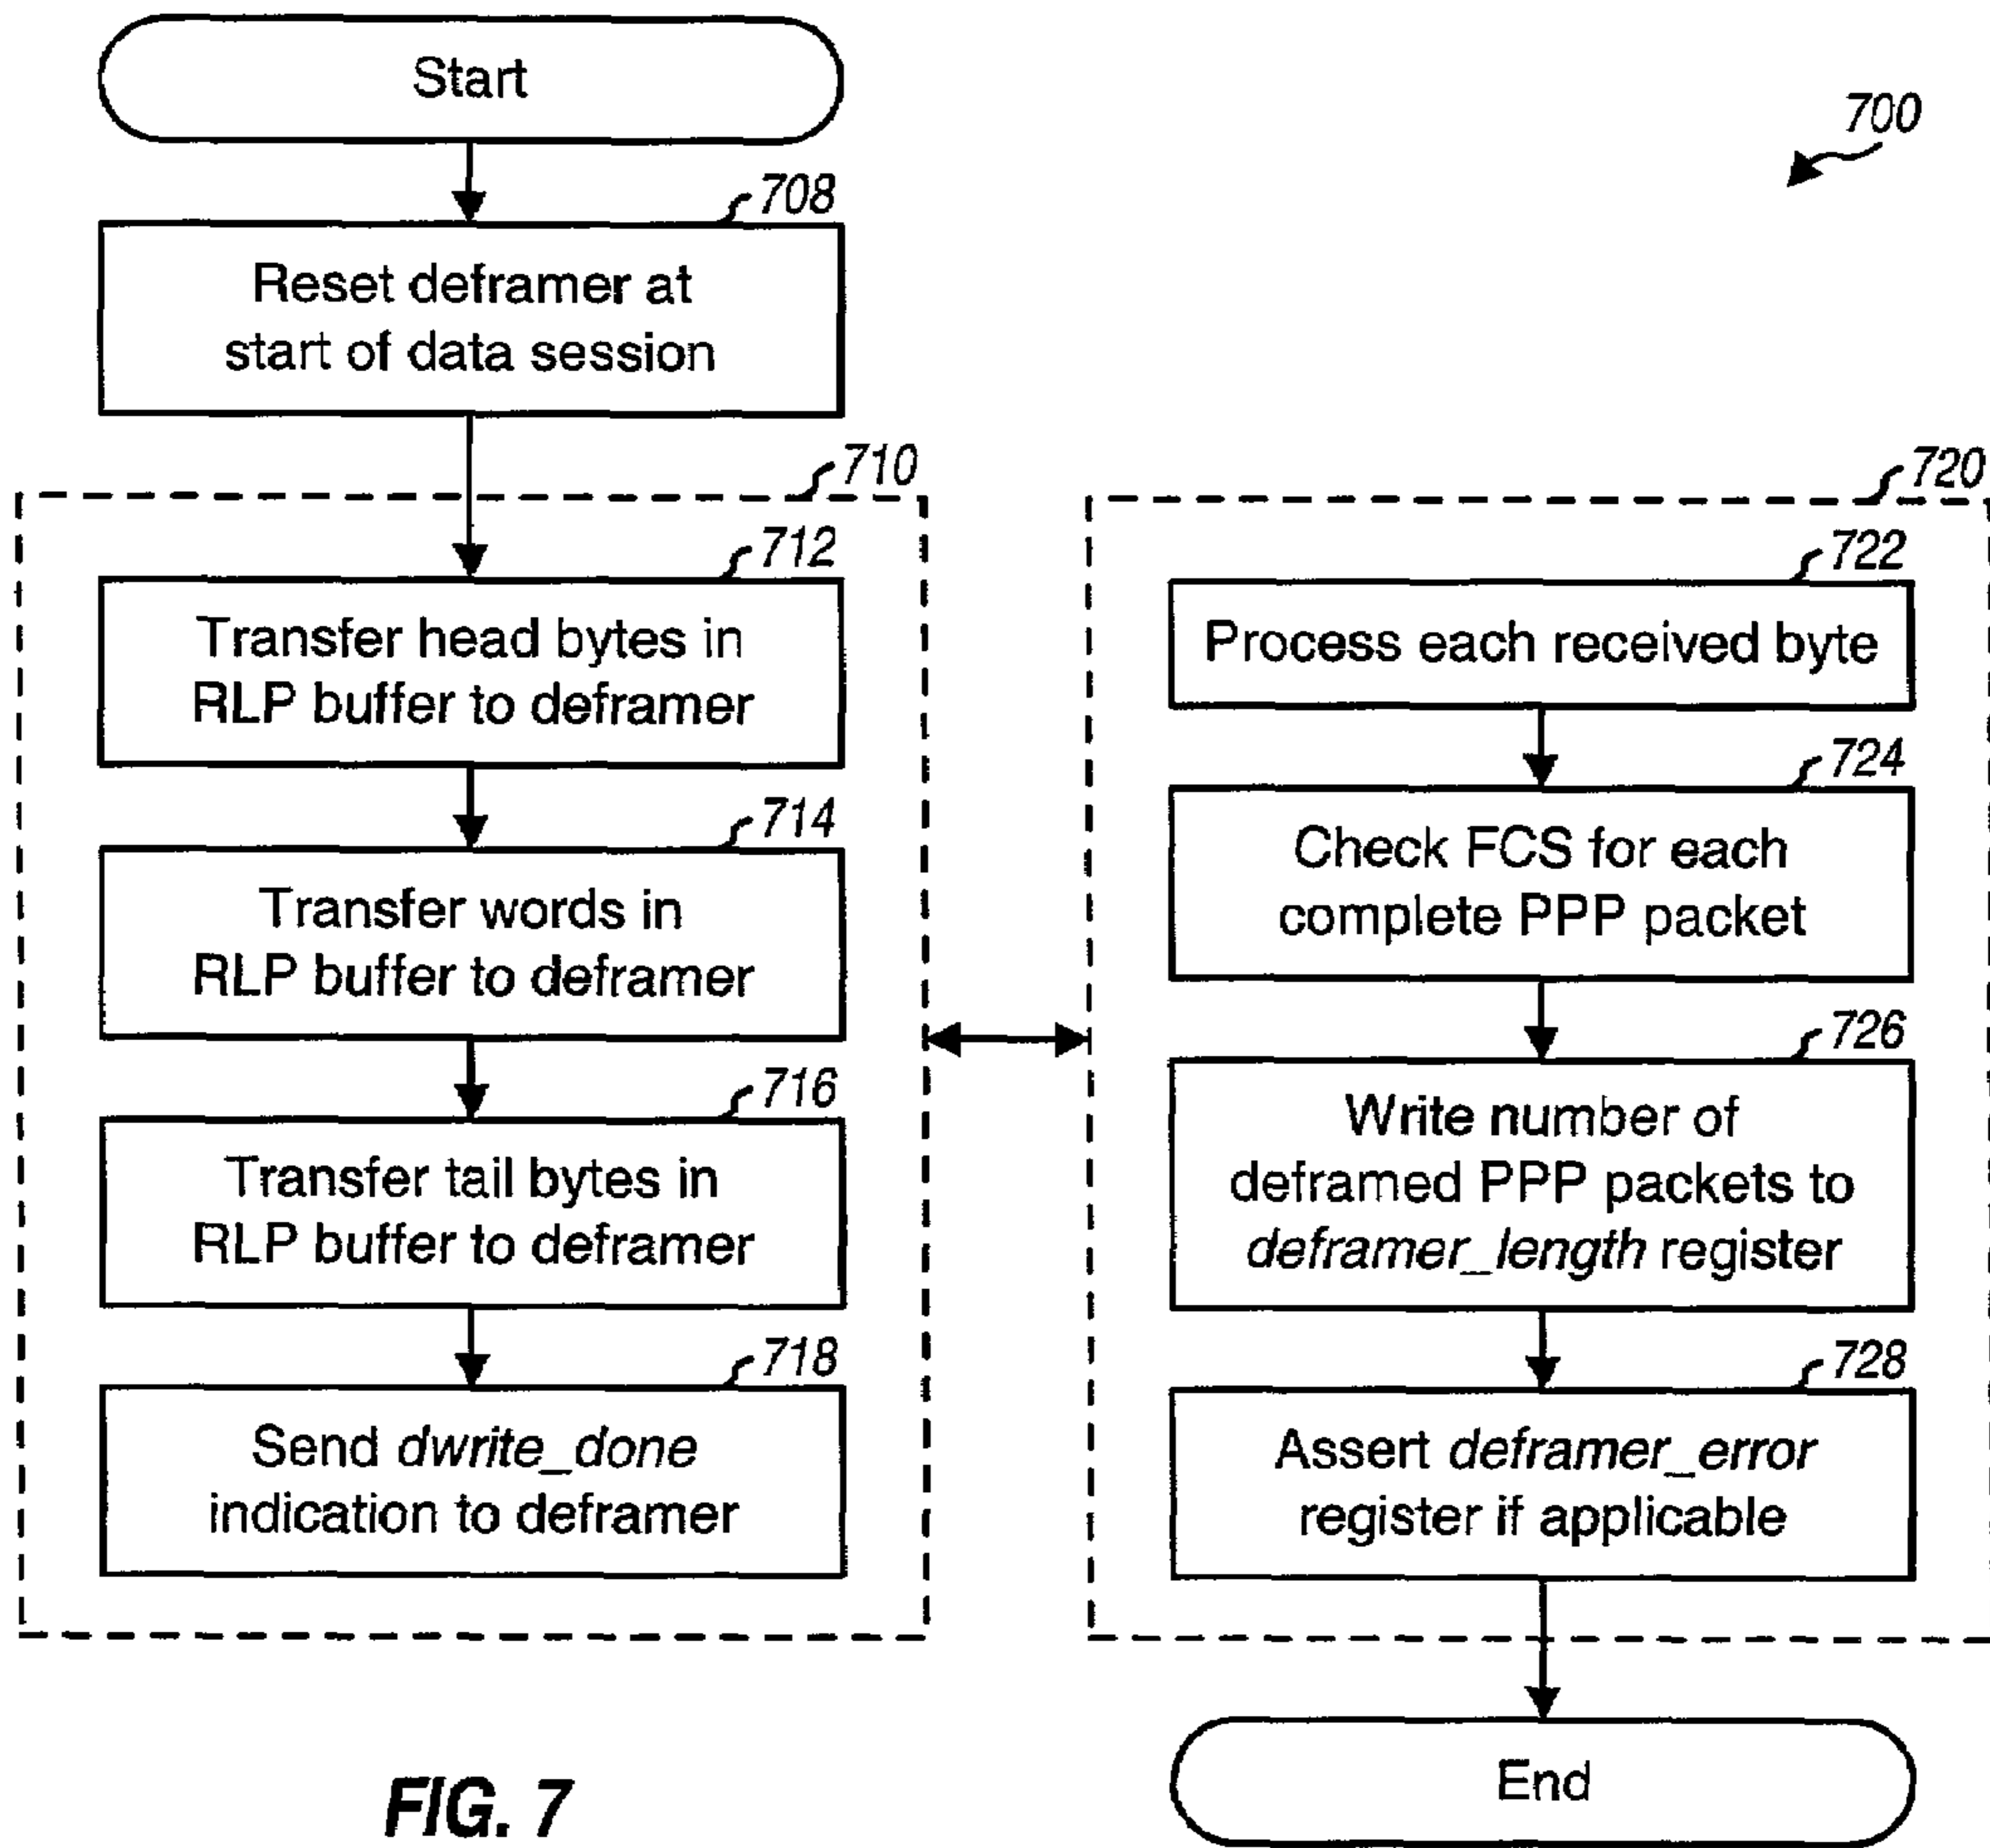 Start
700
708
Reset deframer at
start of data session
710
712
Transfer head bytes in
RLP buffer to deframer
714
Transfer words in
RLP buffer to deframer
716
Transfer tail bytes in
RLP buffer to deframer
718
Send dwrite_done
indication to deframer
720
722
Process each received byte
724
Check FCS for each
complete PPP packet
726
Write number of
deframed PPP packets to
deframer_length register
728
Assert deframer_error
register if applicable
End
FIG. 7